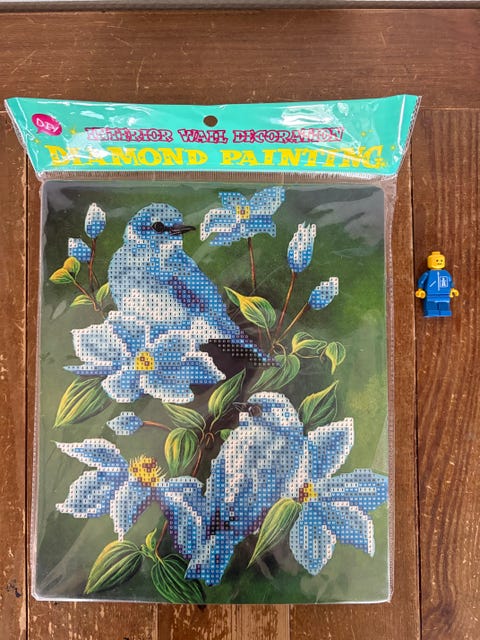 DIY
INTERIOR WALL DECORATION
DIAMOND PAINTING